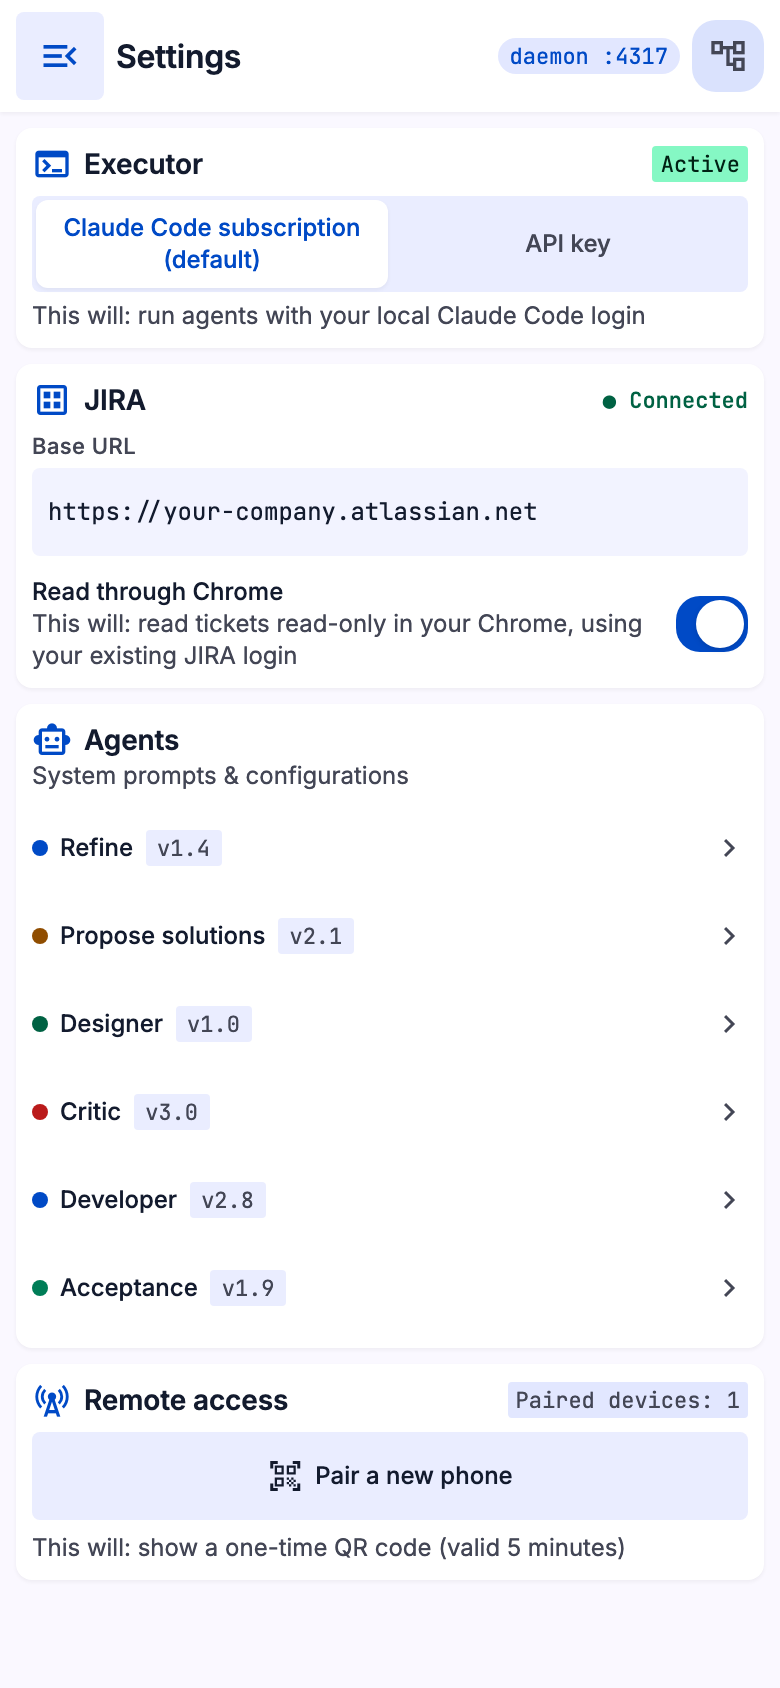 Settings
daemon :4317
Executor
Active
Claude Code subscription
(default)
API key
This will: run agents with your local Claude Code login
JIRA
Connected
Base URL
https://your-company.atlassian.net
Read through Chrome
This will: read tickets read-only in your Chrome, using
your existing JIRA login
Agents
System prompts & configurations
Refine v1.4
Propose solutions v2.1
Designer v1.0
Critic v3.0
Developer v2.8
Acceptance v1.9
Remote access
Paired devices: 1
Pair a new phone
This will: show a one-time QR code (valid 5 minutes)